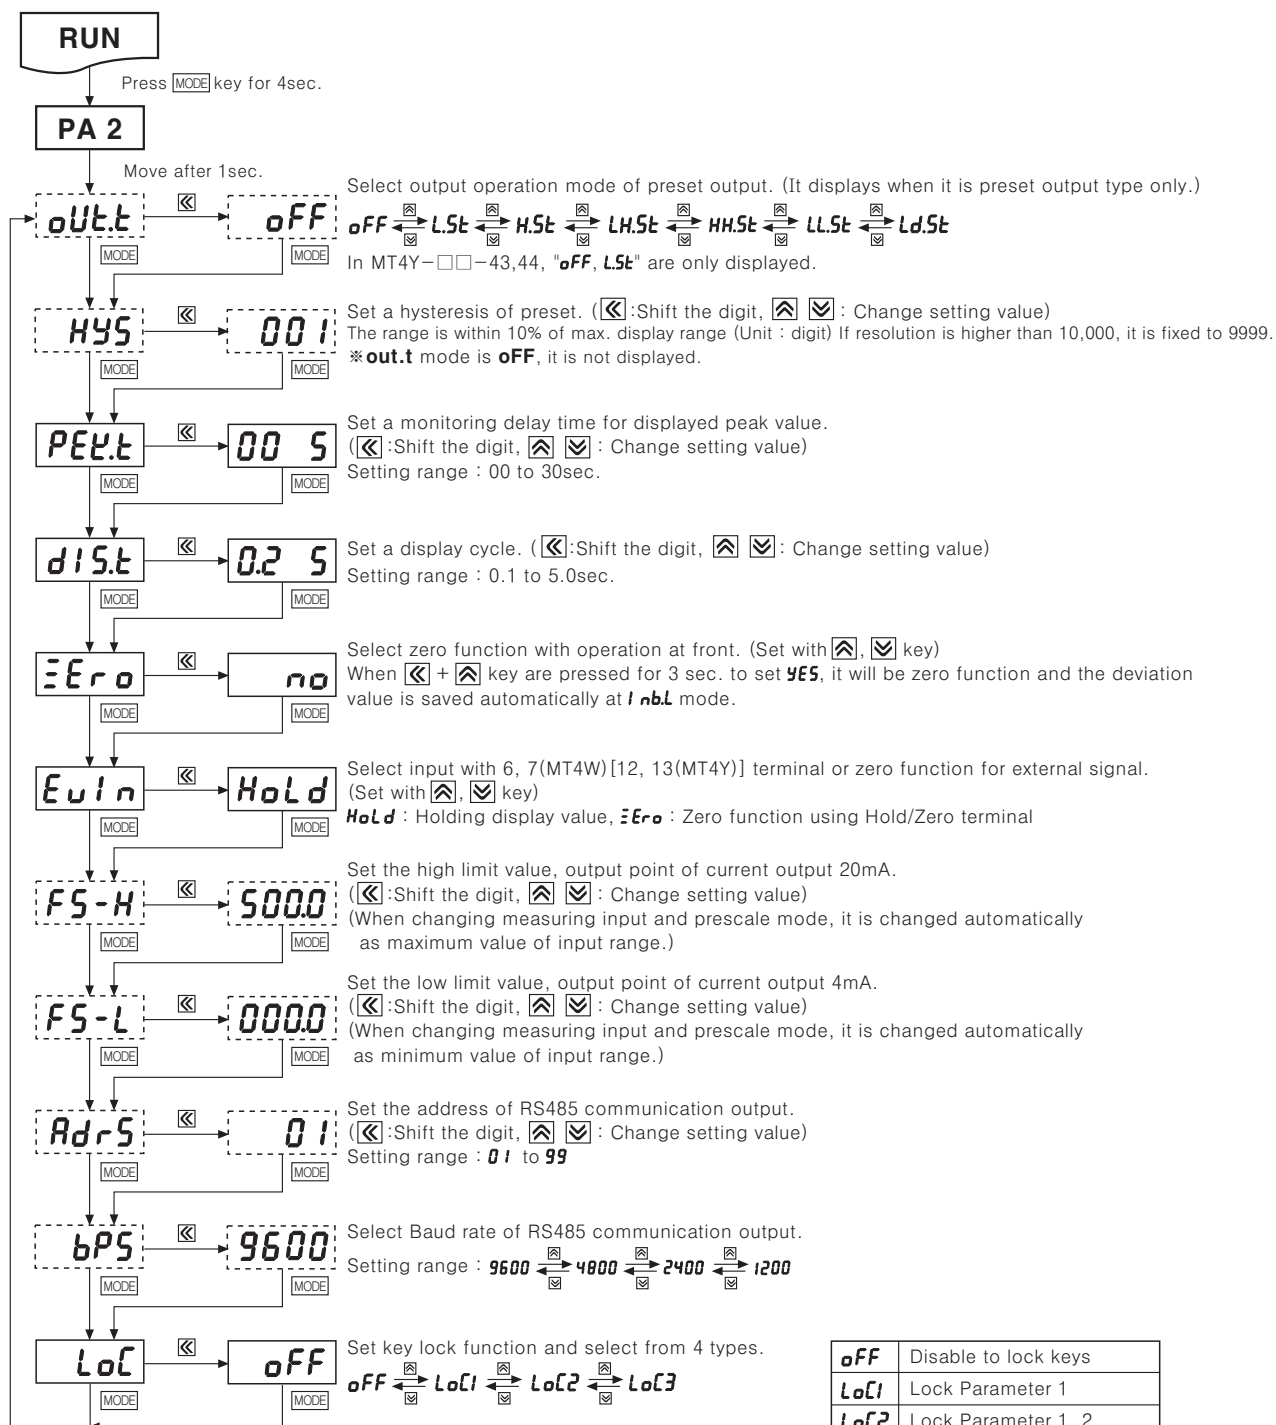 RUN
Press MODE key for 4sec.
PA 2
Move after 1sec.
oUt.t
oFF
MODE
MODE
Select output operation mode of preset output. (It displays when it is preset output type only.)
oFF L.St H.St LH.St HH.St LL.St Ld.St
In MT4Y-□□-43,44, "oFF, L.St" are only displayed.
HYS
001
MODE
MODE
Set a hysteresis of preset. (:Shift the digit, : Change setting value)
The range is within 10% of max. display range (Unit : digit) If resolution is higher than 10,000, it is fixed to 9999.
※out.t mode is oFF, it is not displayed.
PEK.t
00 S
MODE
MODE
Set a monitoring delay time for displayed peak value.
(:Shift the digit, : Change setting value)
Setting range : 00 to 30sec.
dIS.t
0.2 S
MODE
MODE
Set a display cycle. (:Shift the digit, : Change setting value)
Setting range : 0.1 to 5.0sec.
ZEro
no
MODE
MODE
Select zero function with operation at front. (Set with , key)
When + key are pressed for 3 sec. to set YES, it will be zero function and the deviation
value is saved automatically at Inb.L mode.
EvIn
HoLd
MODE
MODE
Select input with 6, 7(MT4W)[12, 13(MT4Y)] terminal or zero function for external signal.
(Set with , key)
HoLd : Holding display value, ZEro : Zero function using Hold/Zero terminal
FS-H
500.0
MODE
MODE
Set the high limit value, output point of current output 20mA.
(:Shift the digit, : Change setting value)
(When changing measuring input and prescale mode, it is changed automatically
as maximum value of input range.)
FS-L
000.0
MODE
MODE
Set the low limit value, output point of current output 4mA.
(:Shift the digit, : Change setting value)
(When changing measuring input and prescale mode, it is changed automatically
as minimum value of input range.)
AdrS
01
MODE
MODE
Set the address of RS485 communication output.
(:Shift the digit, : Change setting value)
Setting range : 01 to 99
bPS
9600
MODE
MODE
Select Baud rate of RS485 communication output.
Setting range : 9600 4800 2400 1200
LoC
oFF
MODE
MODE
Set key lock function and select from 4 types.
oFF LoC1 LoC2 LoC3
oFF Disable to lock keys
LoC1 Lock Parameter 1
LoC2 Lock Parameter 1, 2